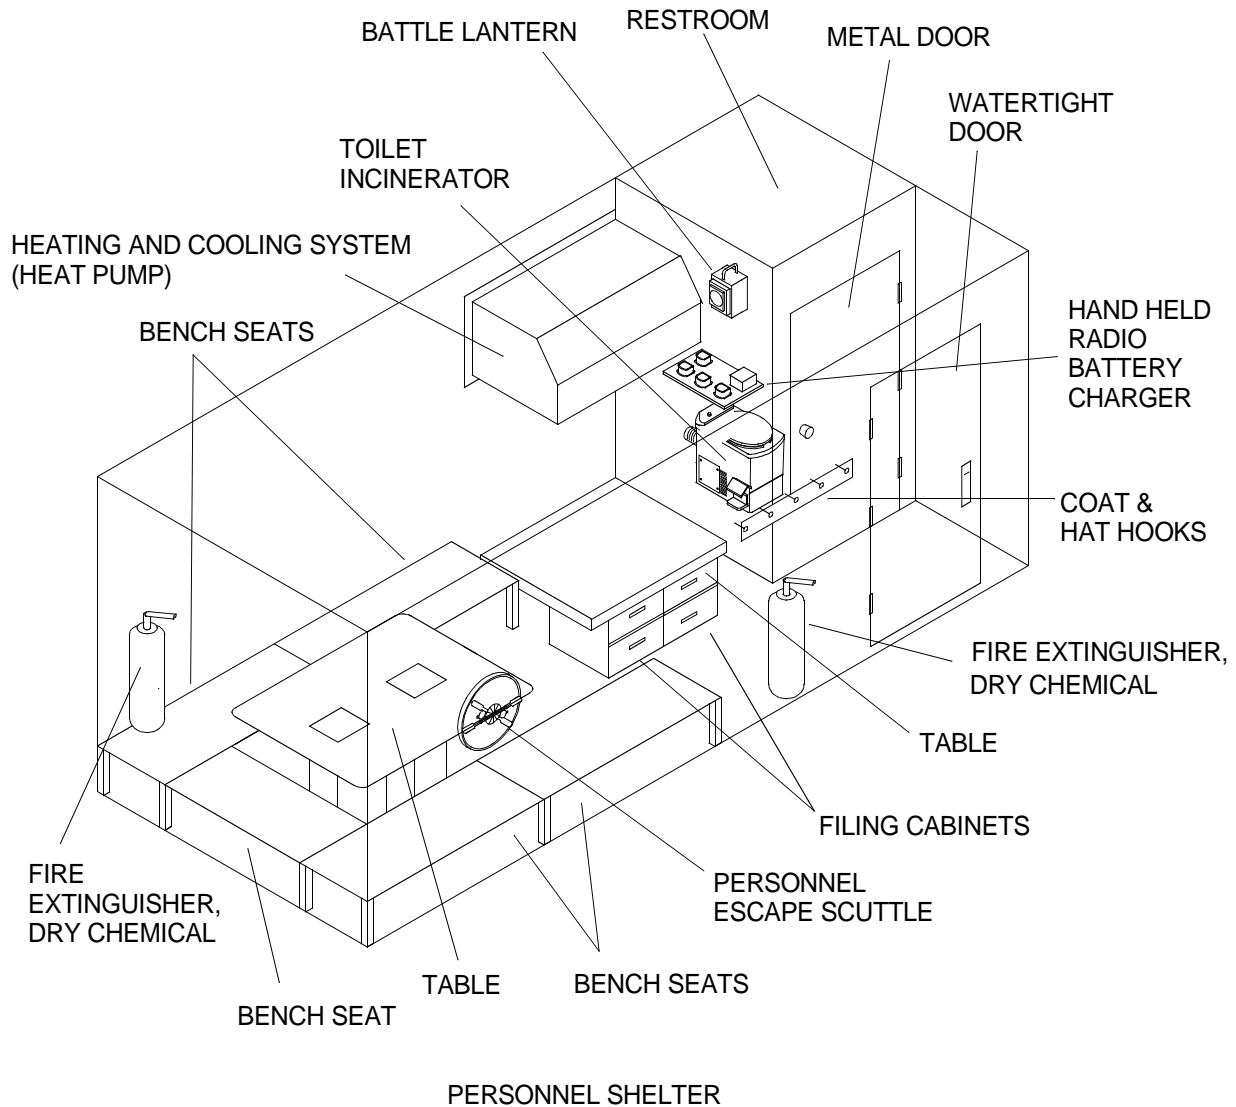 RESTROOM
BATTLE LANTERN
METAL DOOR
WATERTIGHT
DOOR
TOILET
INCINERATOR
HEATING AND COOLING SYSTEM
(HEAT PUMP)
BENCH SEATS
HAND HELD
RADIO
BATTERY
CHARGER
COAT &
HAT HOOKS
FIRE EXTINGUISHER,
DRY CHEMICAL
TABLE
FILING CABINETS
FIRE
EXTINGUISHER,
DRY CHEMICAL
PERSONNEL
ESCAPE SCUTTLE
TABLE
BENCH SEATS
BENCH SEAT
PERSONNEL SHELTER